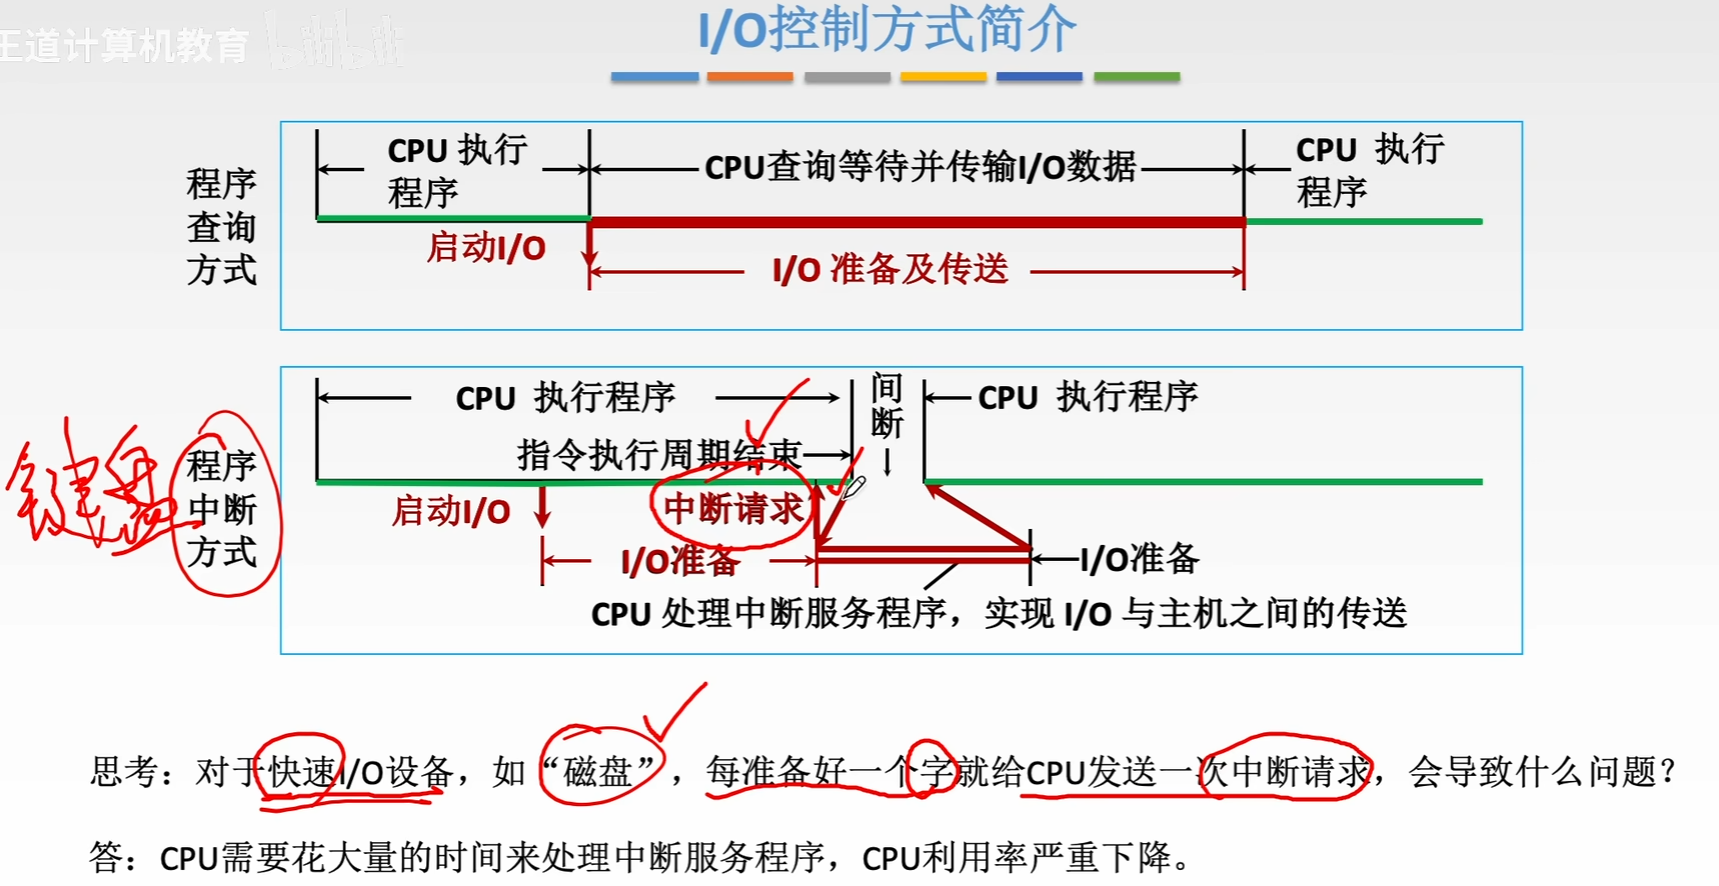 I/O控制方式简介
王道计算机教育 bilibili
程序
查询
方式
CPU 执行
程序
CPU查询等待并传输I/O数据
CPU 执行
程序
启动I/O
I/O 准备及传送
键盘
程序
中断
方式
CPU 执行程序
间
断
CPU 执行程序
指令执行周期结束
启动I/O
中断请求
I/O准备
I/O准备
CPU 处理中断服务程序，实现 I/O 与主机之间的传送
思考：对于快速I/O设备，如“磁盘”，每准备好一个字就给CPU发送一次中断请求，会导致什么问题？
答：CPU需要花大量的时间来处理中断服务程序，CPU利用率严重下降。